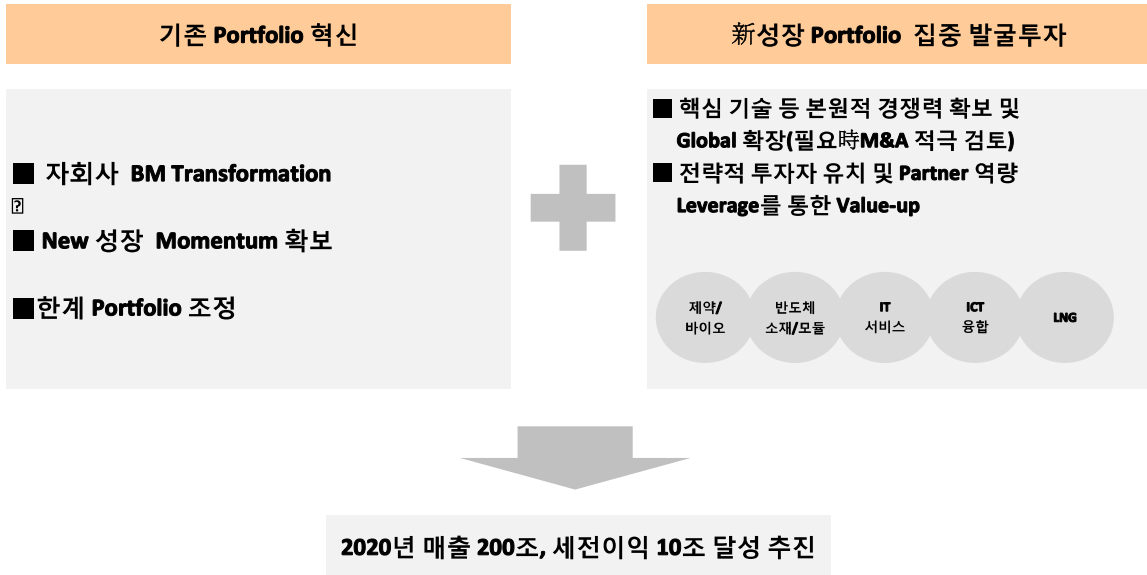 기존 Portfolio 혁신
■ 자회사 BM Transformation
■ New 성장 Momentum 확보
■한계 Portfolio 조정
新성장 Portfolio 집중 발굴투자
■ 핵심 기술 등 본원적 경쟁력 확보 및
Global 확장(필요時M&A 적극 검토)
■ 전략적 투자자 유치 및 Partner 역량
Leverage를 통한 Value-up
제약/
바이오
반도체
소재/모듈
IT
서비스
ICT
융합
LNG
2020년 매출 200조, 세전이익 10조 달성 추진